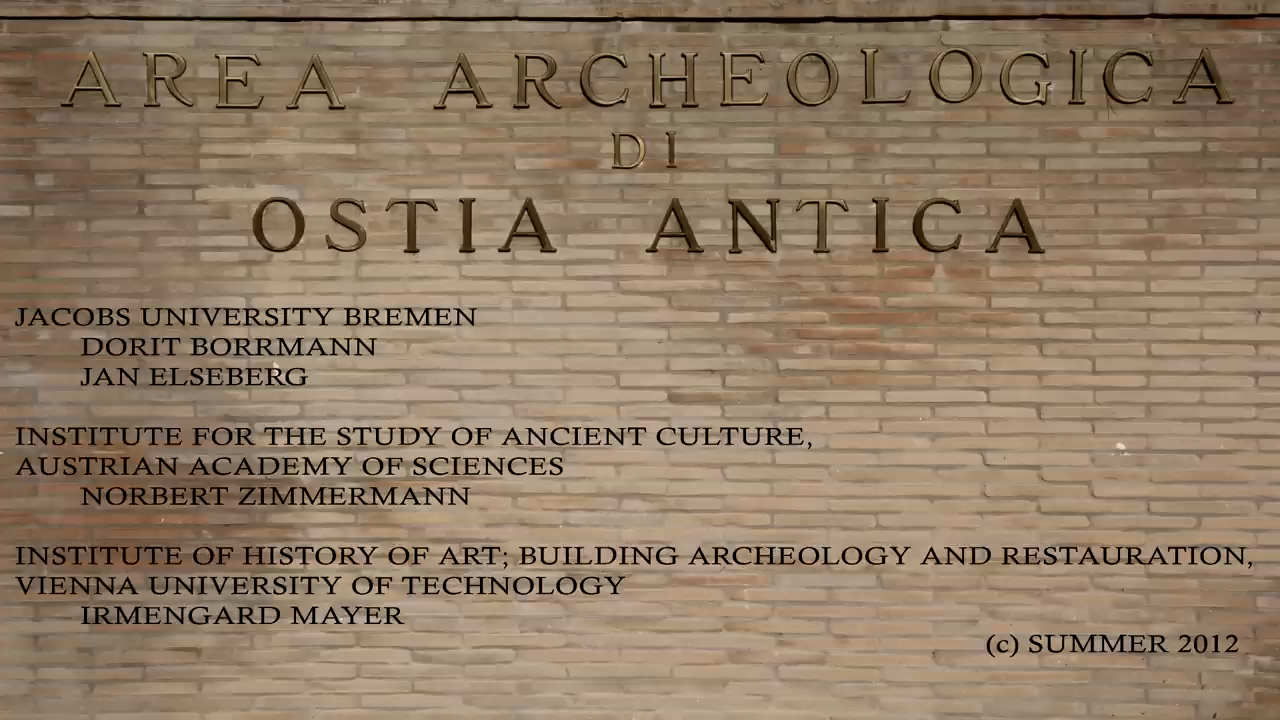 AREA ARCHEOLOGICA
DI
OSTIA ANTICA
JACOBS UNIVERSITY BREMEN
DORIT BORRMANN
JAN ELSEBERG
INSTITUTE FOR THE STUDY OF ANCIENT CULTURE,
AUSTRIAN ACADEMY OF SCIENCES
NORBERT ZIMMERMANN
INSTITUTE OF HISTORY OF ART; BUILDING ARCHEOLOGY AND RESTAURATION,
VIENNA UNIVERSITY OF TECHNOLOGY
IRMENGARD MAYER
(c) SUMMER 2012